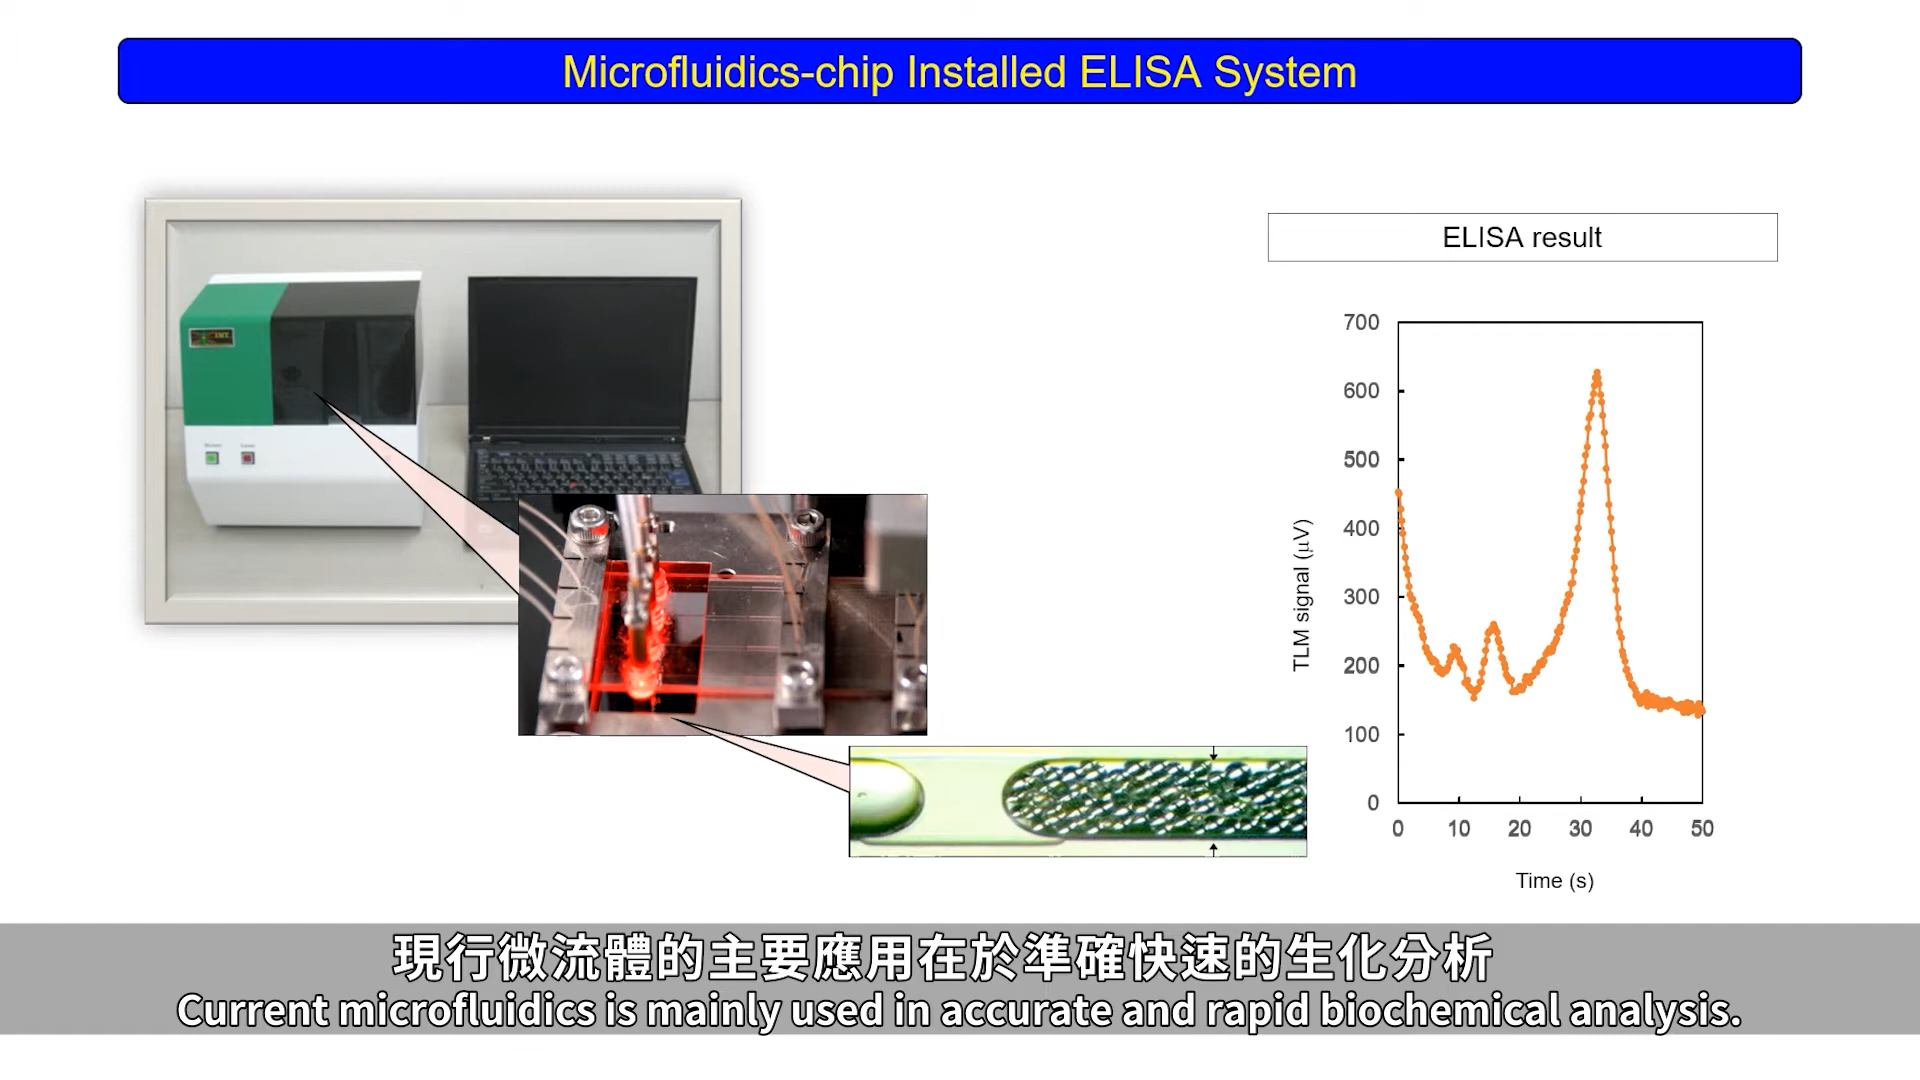 Microfluidics-chip Installed ELISA System
ELISA result
700
600
500
400
300
200
100
0
TLM signal (μV)
0 10 20 30 40 50
Time (s)
現行微流體的主要應用在於準確快速的生化分析
Current microfluidics is mainly used in accurate and rapid biochemical analysis.